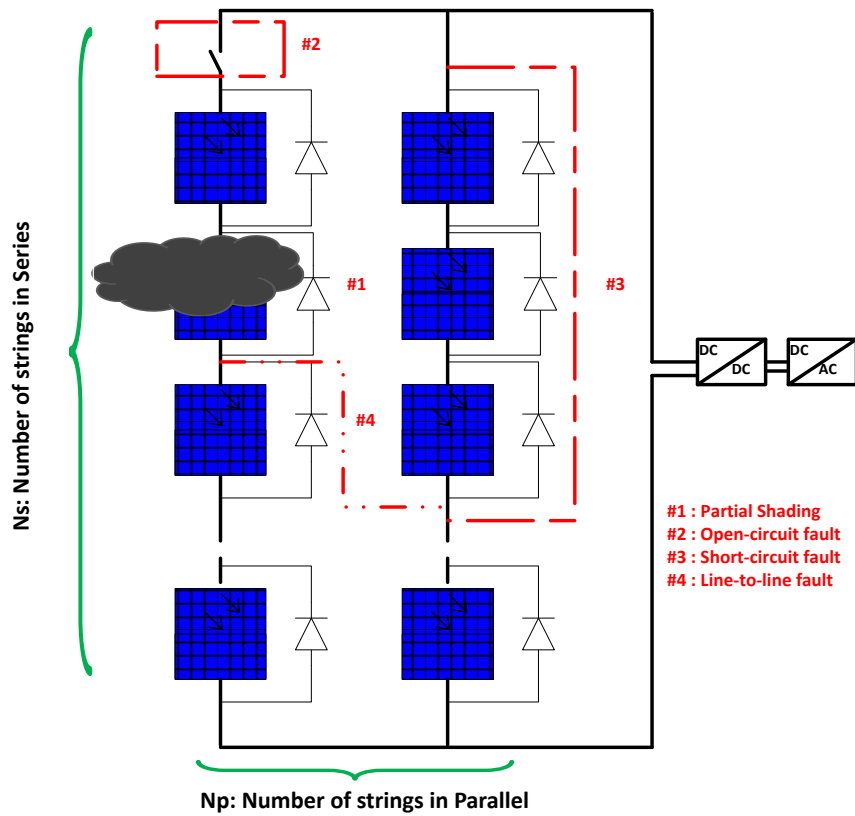 #2
#1
#3
#4
DC
DC
DC
AC
Ns: Number of strings in Series
#1 : Partial Shading
#2 : Open-circuit fault
#3 : Short-circuit fault
#4 : Line-to-line fault
Np: Number of strings in Parallel